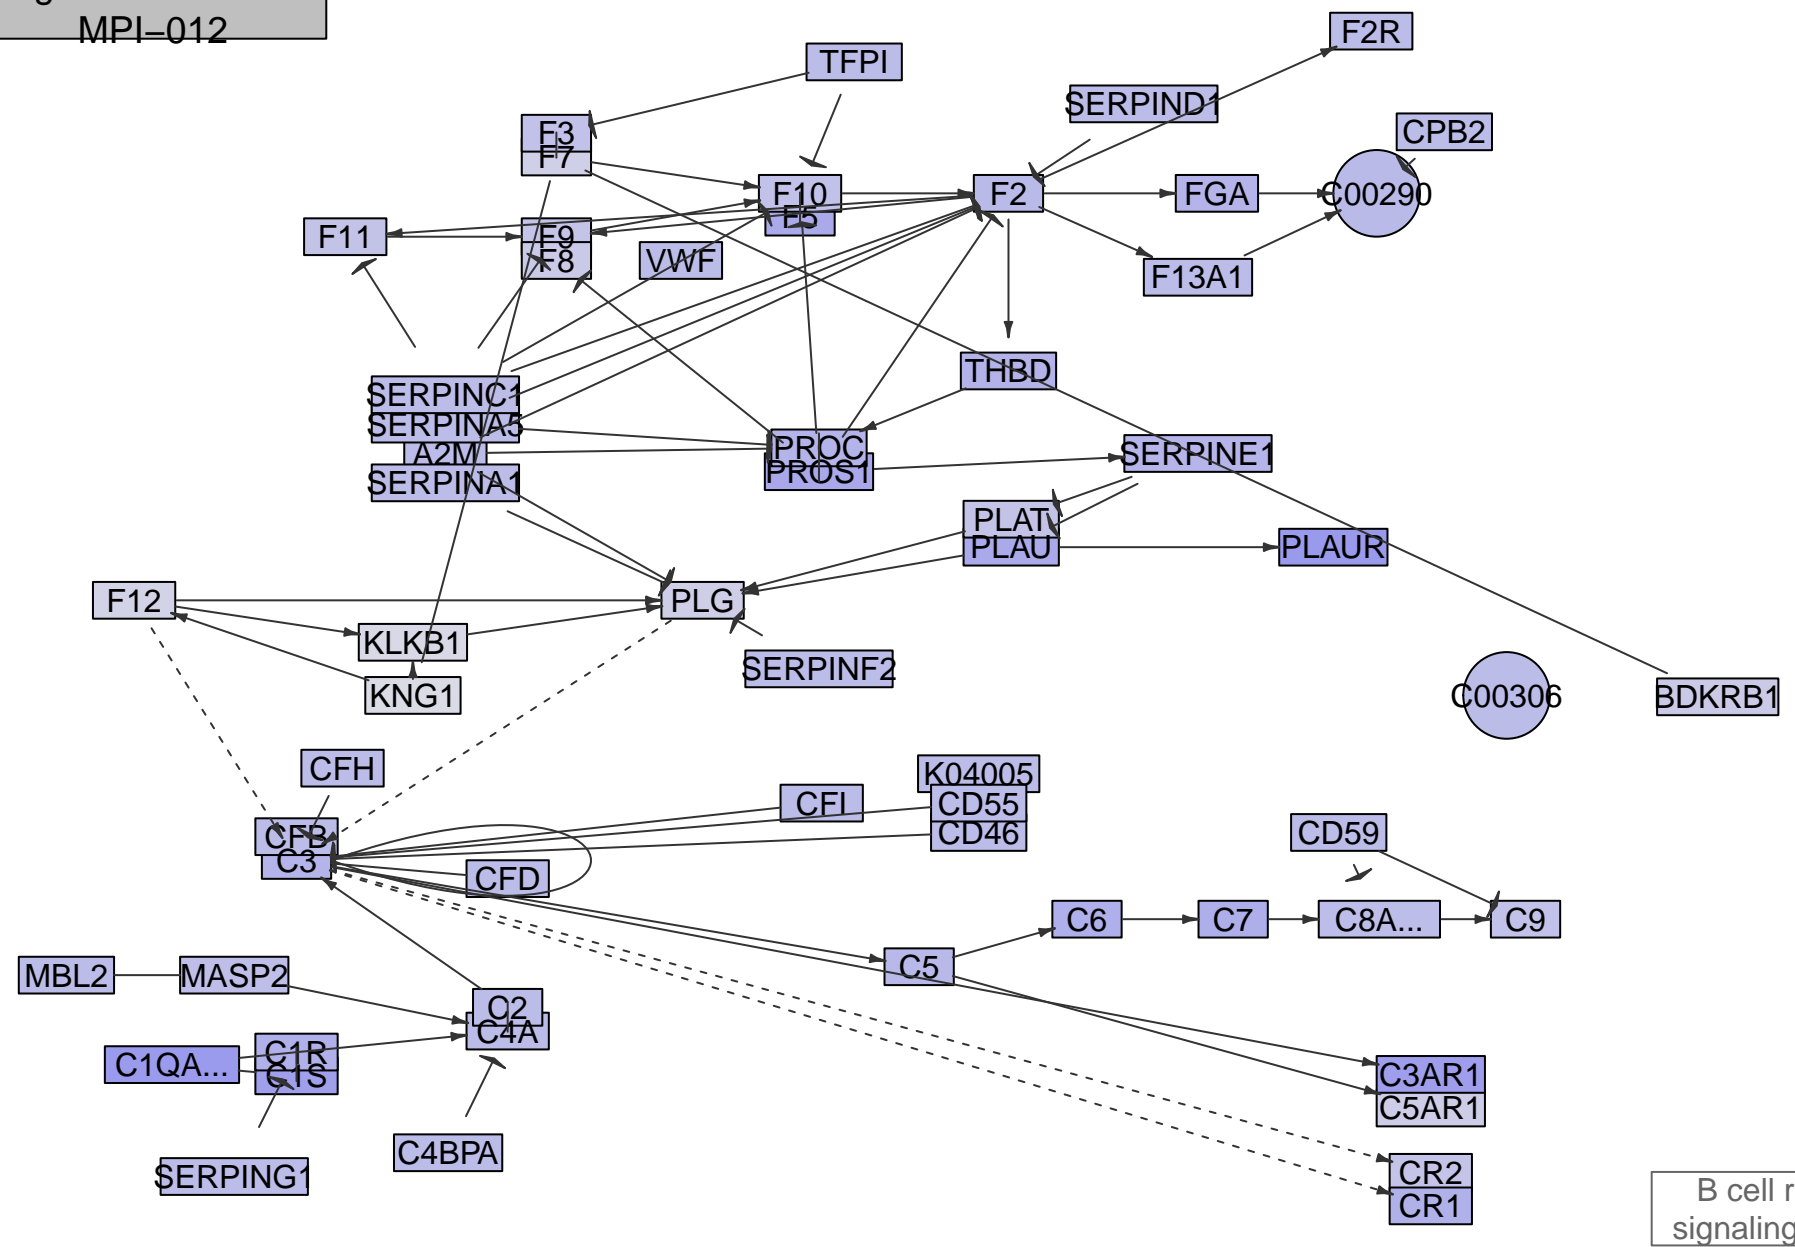 MPI−012
F2R
TFPI
SERPIND1
CPB2
F3
F7
F10
F5
F2
FGA
C00290
F11
F9
F8
VWF
F13A1
THBD
SERPINC1
SERPINA5
A2M
SERPINA1
PROC
PROS1
SERPINE1
PLAT
PLAU
PLAUR
F12
PLG
KLKB1
SERPINF2
KNG1
C00306
BDKRB1
CFH
K04005
CFI
CD55
CD46
CD59
CFB
C3
CFD
C6
C7
C8A...
C9
C5
MBL2
MASP2
C2
C4A
C1QA...
C1R
C1S
C3AR1
C5AR1
C4BPA
SERPING1
CR2
CR1
B cell r
signaling